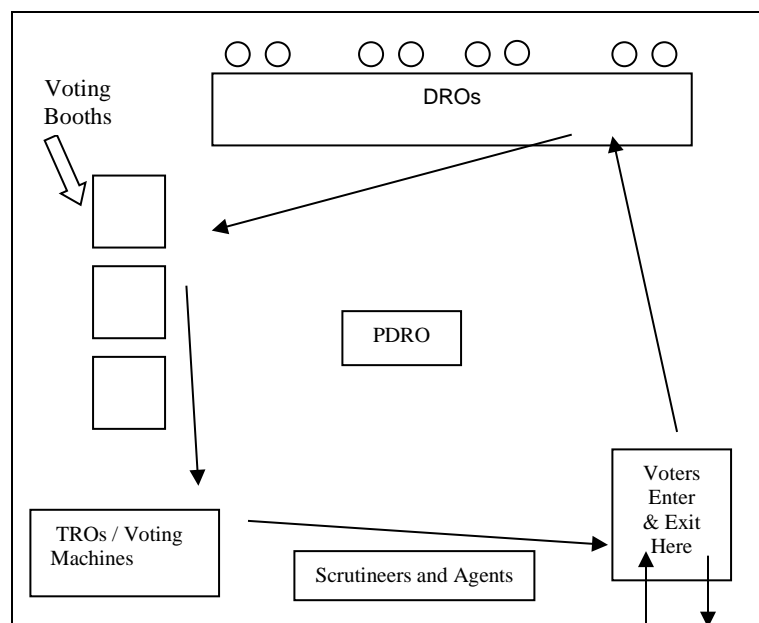 DROs
Voting
Booths
PDRO
Voters
Enter
& Exit
Here
TROs / Voting
Machines
Scrutineers and Agents